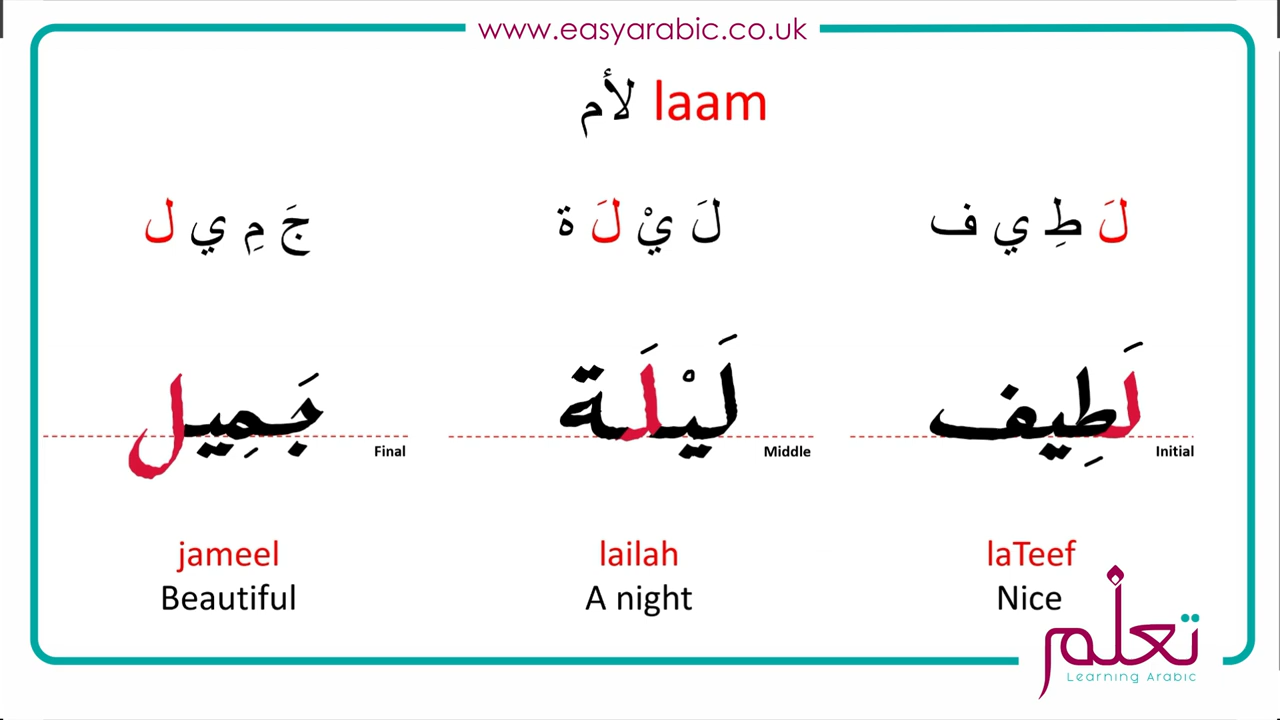 www.easyarabic.co.uk
لأم laam
لَ طِ ي ف
لَ يْ لَ ة
جَ مِ ي ل
لَطِيف
لَيْلَة
جَمِيل
Initial
Middle
Final
laTeef
Nice
lailah
A night
jameel
Beautiful
تعلم
Learning Arabic